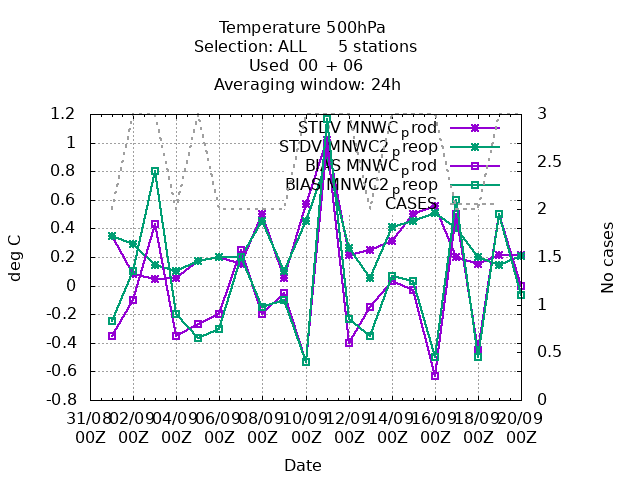 Temperature 500hPa
Selection: ALL 5 stations
Used 00 + 06
Averaging window: 24h
deg C
1.2
1
0.8
0.6
0.4
0.2
0
-0.2
-0.4
-0.6
-0.8
STDV MNWC_prod
STDV MNWC2_preop
BIAS MNWC_prod
BIAS MNWC2_preop
CASES
3
2.5
2
1.5
1
0.5
0
No cases
31/08 02/09 04/09 06/09 08/09 10/09 12/09 14/09 16/09 18/09 20/09
00Z 00Z 00Z 00Z 00Z 00Z 00Z 00Z 00Z 00Z 00Z
Date